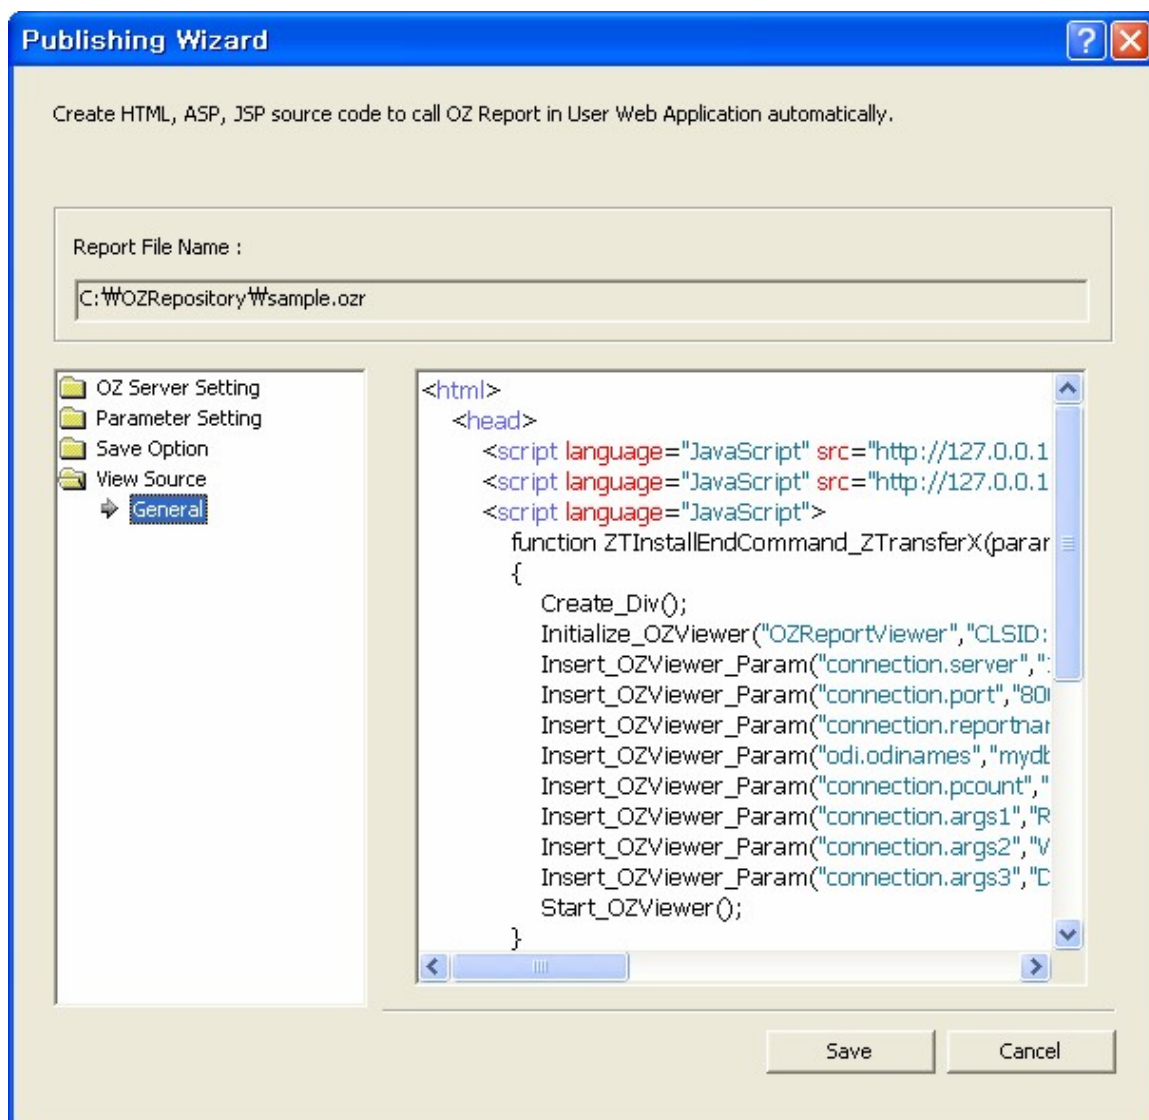 Publishing Wizard
Create HTML, ASP, JSP source code to call OZ Report in User Web Application automatically.
Report File Name :
C:₩OZRepository₩sample.ozr
OZ Server Setting
Parameter Setting
Save Option
View Source
General
<html>
<head>
<script language="JavaScript" src="http://127.0.0.1
<script language="JavaScript" src="http://127.0.0.1
<script language="JavaScript">
function ZTInstallEndCommand_ZTransferX(parar
{
Create_Div();
Initialize_OZViewer("OZReportViewer","CLSID:
Insert_OZViewer_Param("connection.server","
Insert_OZViewer_Param("connection.port","80
Insert_OZViewer_Param("connection.reportnar
Insert_OZViewer_Param("odi.odinames","mydb
Insert_OZViewer_Param("connection.pcount","
Insert_OZViewer_Param("connection.args1","R
Insert_OZViewer_Param("connection.args2","V
Insert_OZViewer_Param("connection.args3","D
Start_OZViewer();
}
Save
Cancel